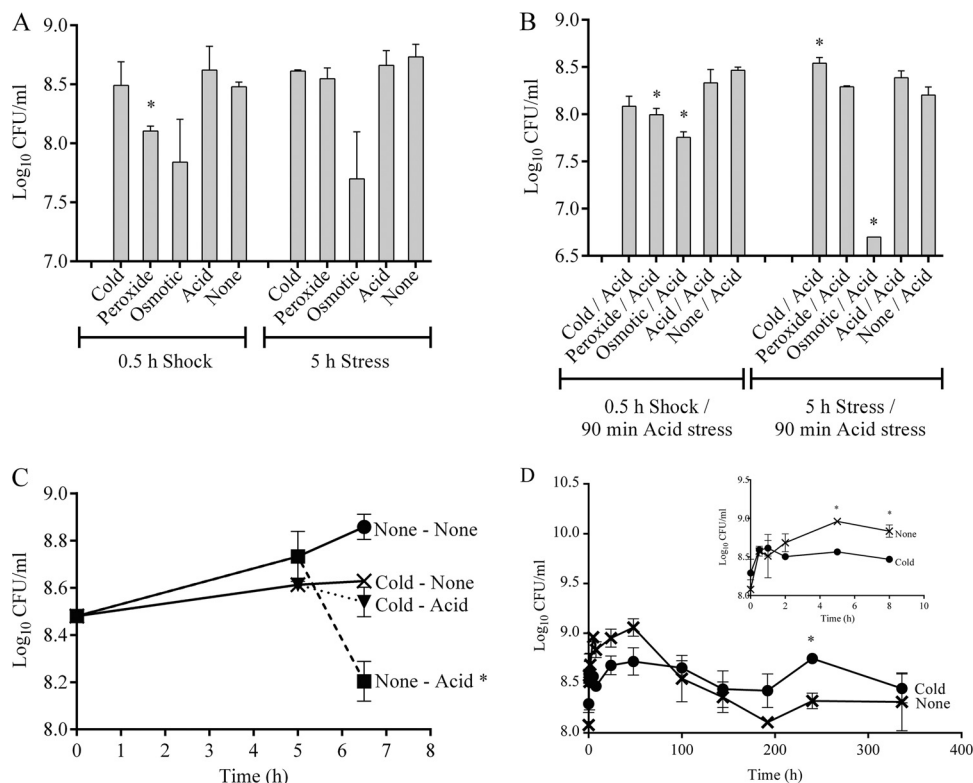 A
Log10 CFU/ml
9.0
8.5
8.0
7.5
7.0
*
Cold
Peroxide
Osmotic
Acid
None
Cold
Peroxide
Osmotic
Acid
None
0.5 h Shock
5 h Stress
B
Log10 CFU/ml
9.0
8.5
8.0
7.5
7.0
6.5
*
*
*
*
Cold / Acid
Peroxide / Acid
Osmotic / Acid
Acid / Acid
None / Acid
Cold / Acid
Peroxide / Acid
Osmotic / Acid
Acid / Acid
None / Acid
0.5 h Shock /
90 min Acid stress
5 h Stress /
90 min Acid stress
C
Log10 CFU/ml
9.0
8.8
8.6
8.4
8.2
8.0
None - None
Cold - None
Cold - Acid
None - Acid *
0 1 2 3 4 5 6 7 8
Time (h)
D
Log10 CFU/ml
10.5
10.0
9.5
9.0
8.5
8.0
*
Cold
None
0 100 200 300 400
Time (h)
Log10 CFU/ml
9.5
9.0
8.5
8.0
* *
None
Cold
0 2 4 6 8 10
Time (h)